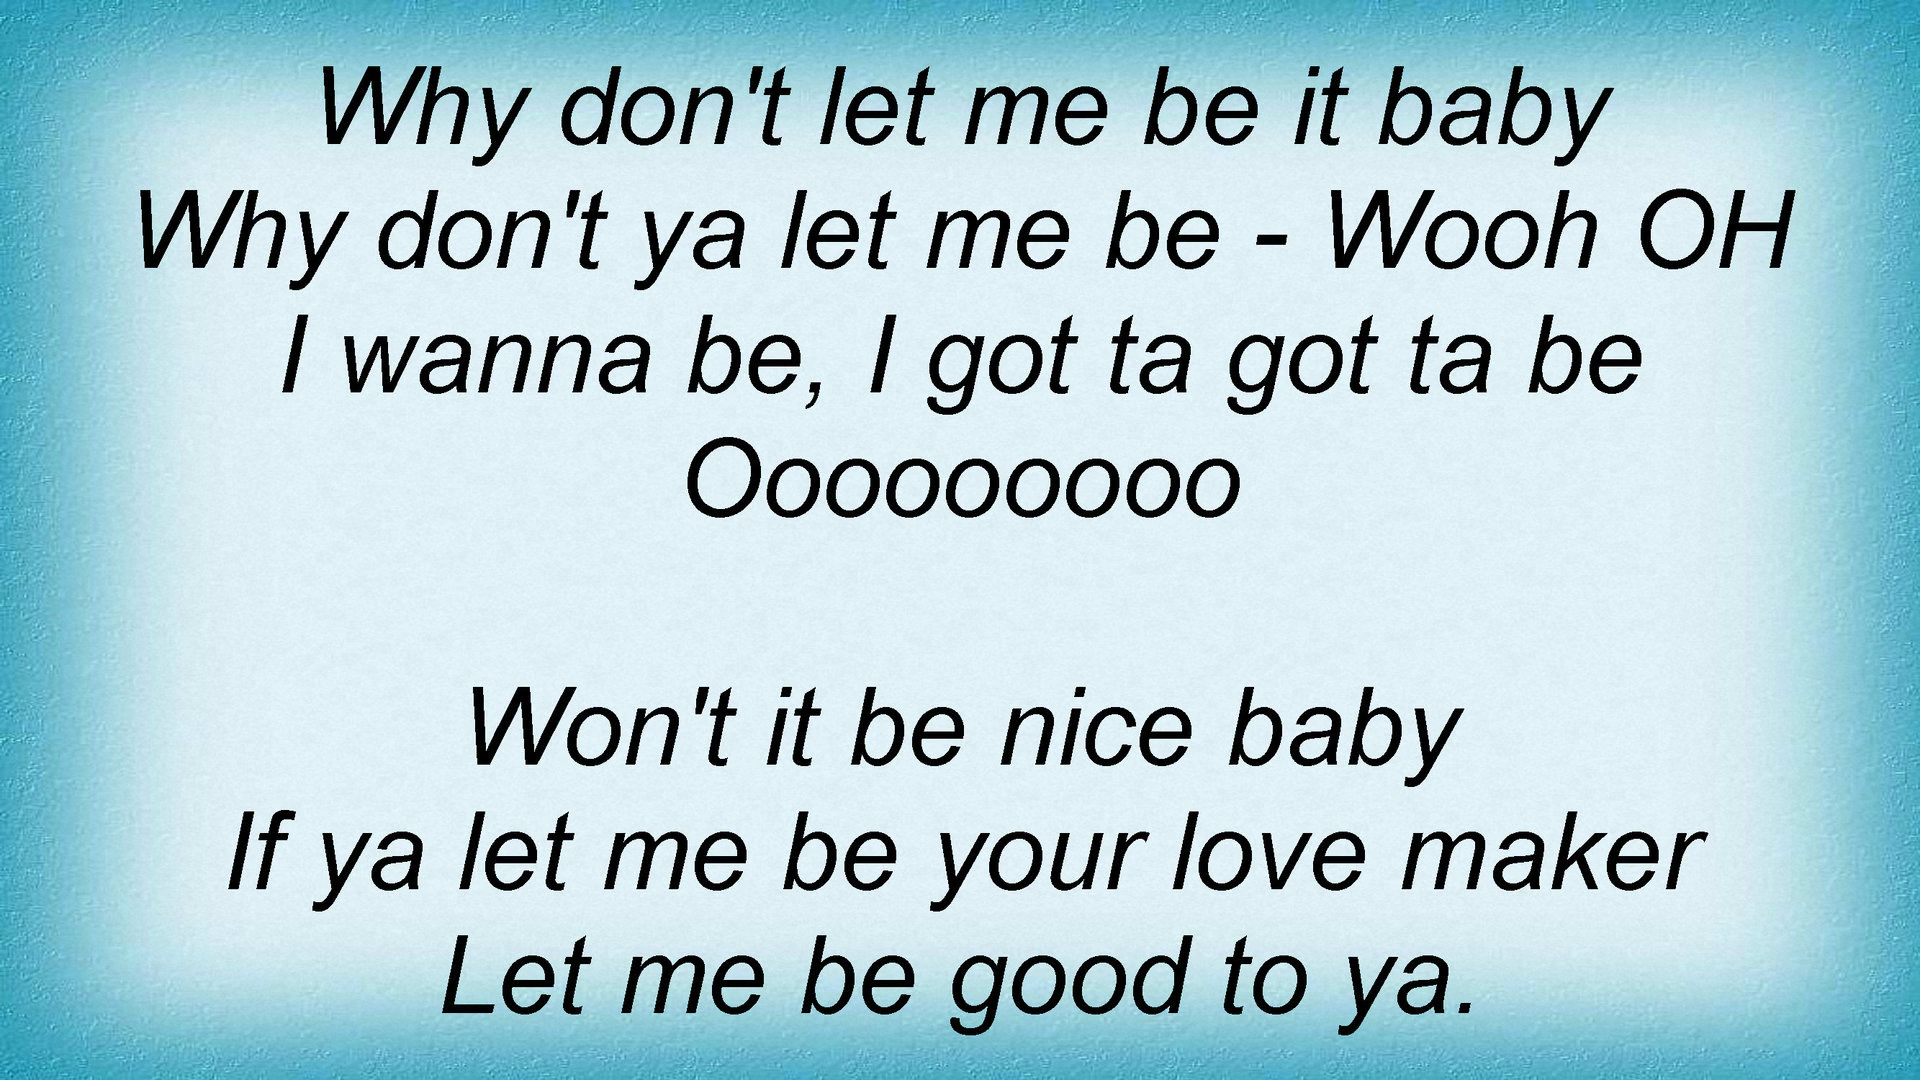 Why don't let me be it baby
Why don't ya let me be - Wooh OH
I wanna be, I got ta got ta be
Ooooooooo
Won't it be nice baby
If ya let me be your love maker
Let me be good to ya.